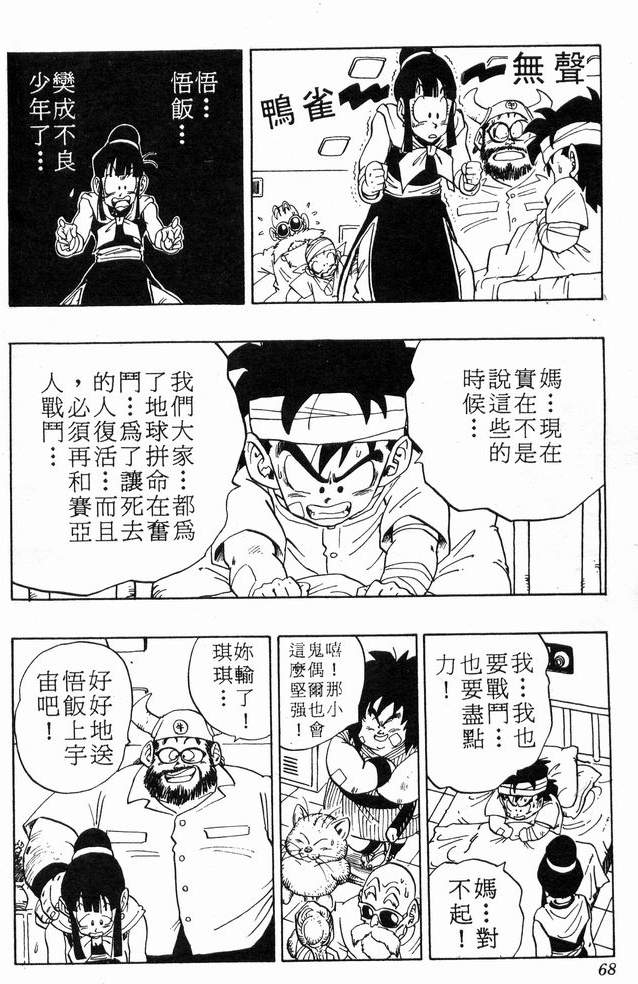 鴨雀
無聲
悟…
悟飯…
變成不良
少年了…
媽…現在
實在不是
說這些的
時候…
我們大家…都爲
了地球拼命在奮
鬥…爲了讓死去
的人復活…而且
，必須再和賽亞
人戰鬥…
我…我也
要戰鬥…
也要盡點
力！
媽…對
不起！
嘻！那小
鬼偶爾也會
這麼堅强！
妳輸了！
琪琪…
好好地送
悟飯上宇
宙吧！
牛
68